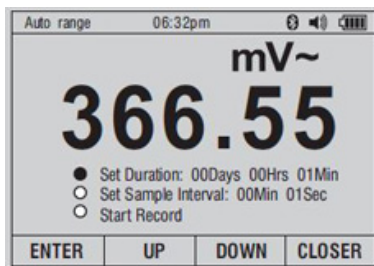 Auto range 06:32pm
mV~
366.55
Set Duration: 00Days 00Hrs 01Min
Set Sample Interval: 00Min 01Sec
Start Record
ENTER UP DOWN CLOSER